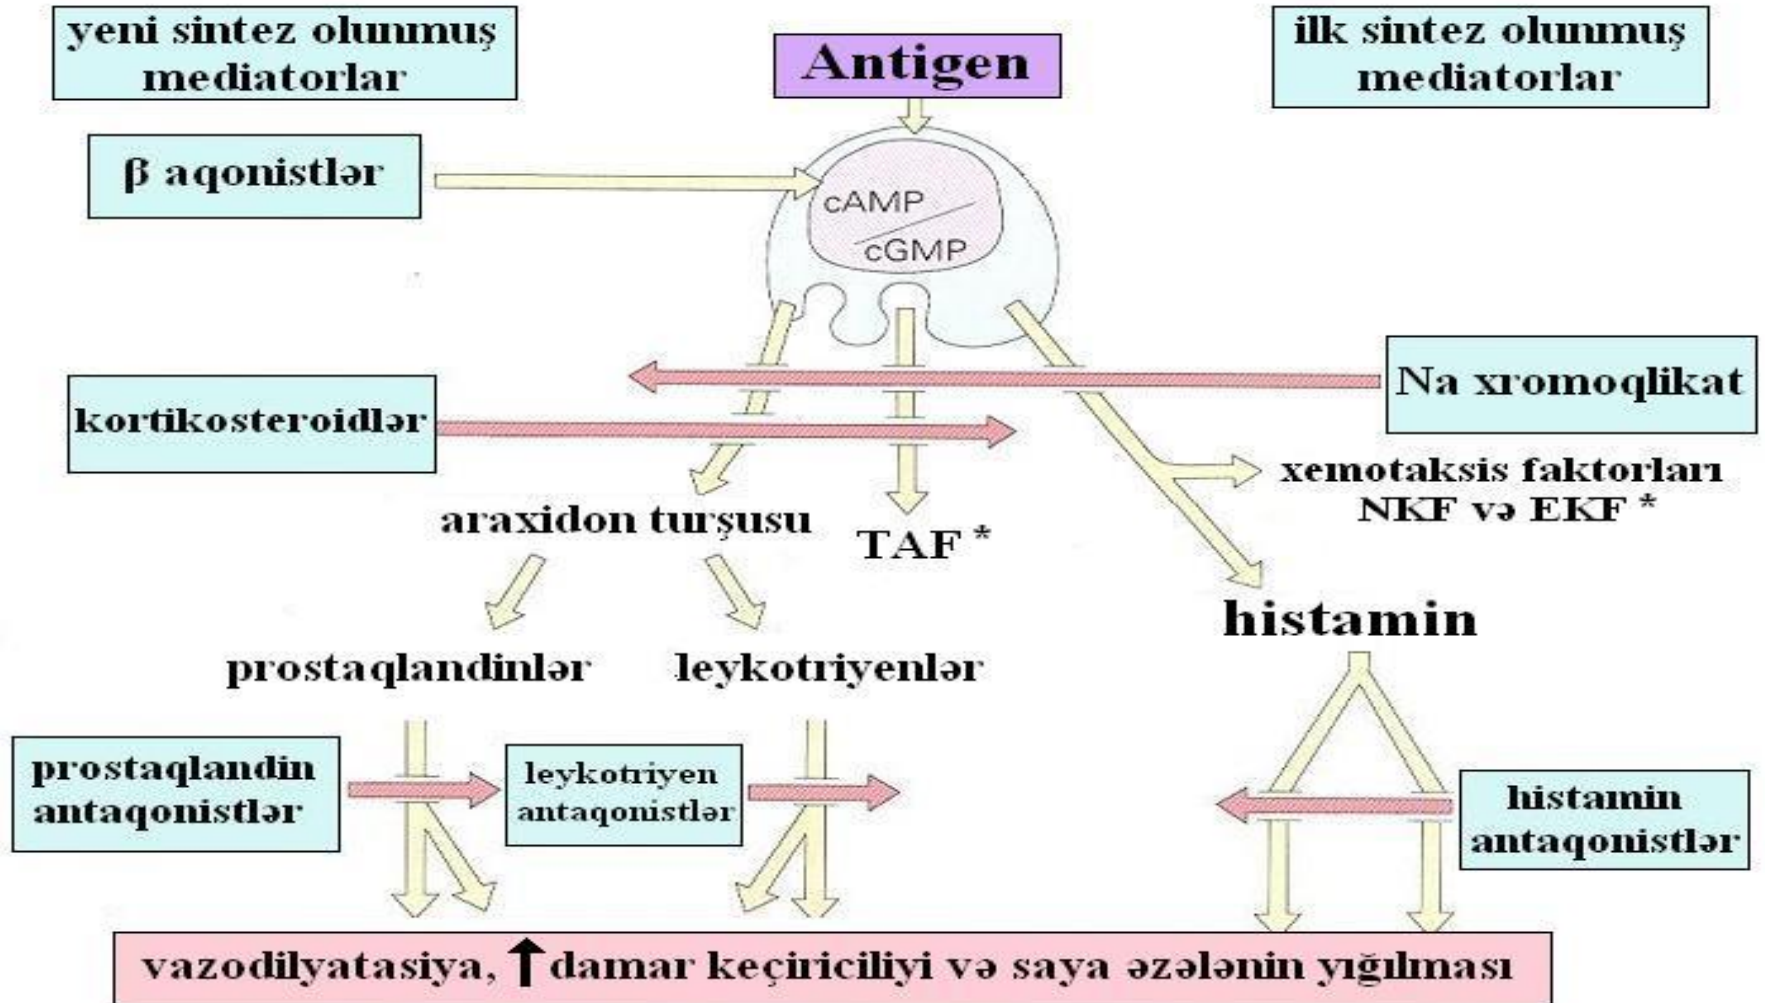 yeni sintez olunmuş
mediatorlar
Antigen
ilk sintez olunmuş
mediatorlar
β aqonistlər
cAMP
cGMP
Na xromoqlikat
kortikosteroidlər
xemotaksis faktorları
NKF və EKF *
araxidon turşusu
TAF *
histamin
prostaqlandinlər
leykotriyenlər
prostaqlandin
antaqonistlər
leykotriyen
antaqonistlər
histamin
antaqonistlər
vazodilyatasiya, ↑ damar keçiriciliyi və saya əzələnin yığılması